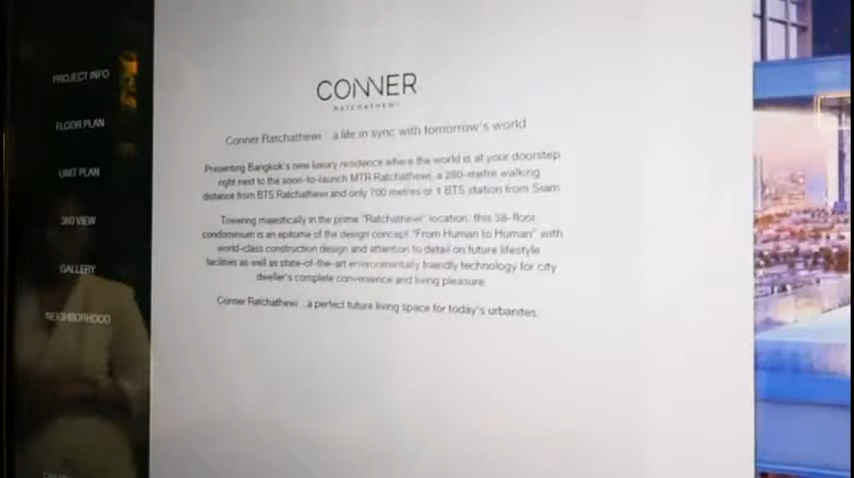 PROJECT INFO
FLOOR PLAN
UNIT PLAN
360 VIEW
GALLERY
NEIGHBORHOOD
CONNER
RATCHATHEWI
Conner Ratchathewi : a life in sync with tomorrow's world
Presenting Bangkok's new luxury residence where the world is at your doorstep
right next to the soon-to-launch MTR Ratchathewi, a 280-metre walking
distance from BTS Ratchathewi and only 700 metres or 1 BTS station from Siam
Towering majestically in the prime "Ratchathewi" location, this 38-floor
condominium is an epitome of the design concept "From Human to Human" with
world-class construction design and attention to detail on future lifestyle
facilities as well as state-of-the-art environmentally friendly technology for city
dweller's complete convenience and living pleasure
Conner Ratchathewi : a perfect future living space for today's urbanites.